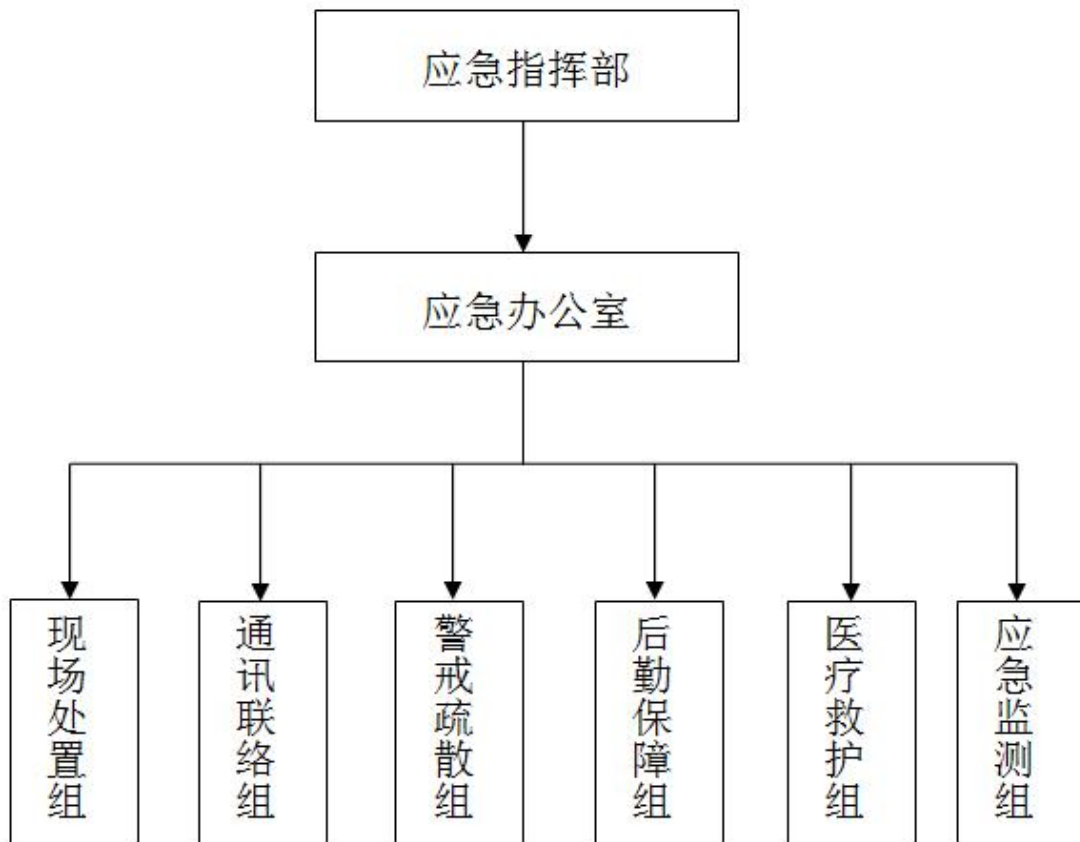 应急指挥部
应急办公室
现场处置组
通讯联络组
警戒疏散组
后勤保障组
医疗救护组
应急监测组